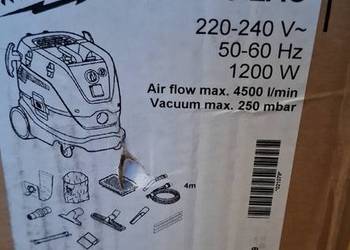 220-240 V~
50-60 Hz
1200 W
Air flow max. 4500 l/min
Vacuum max. 250 mbar
4m